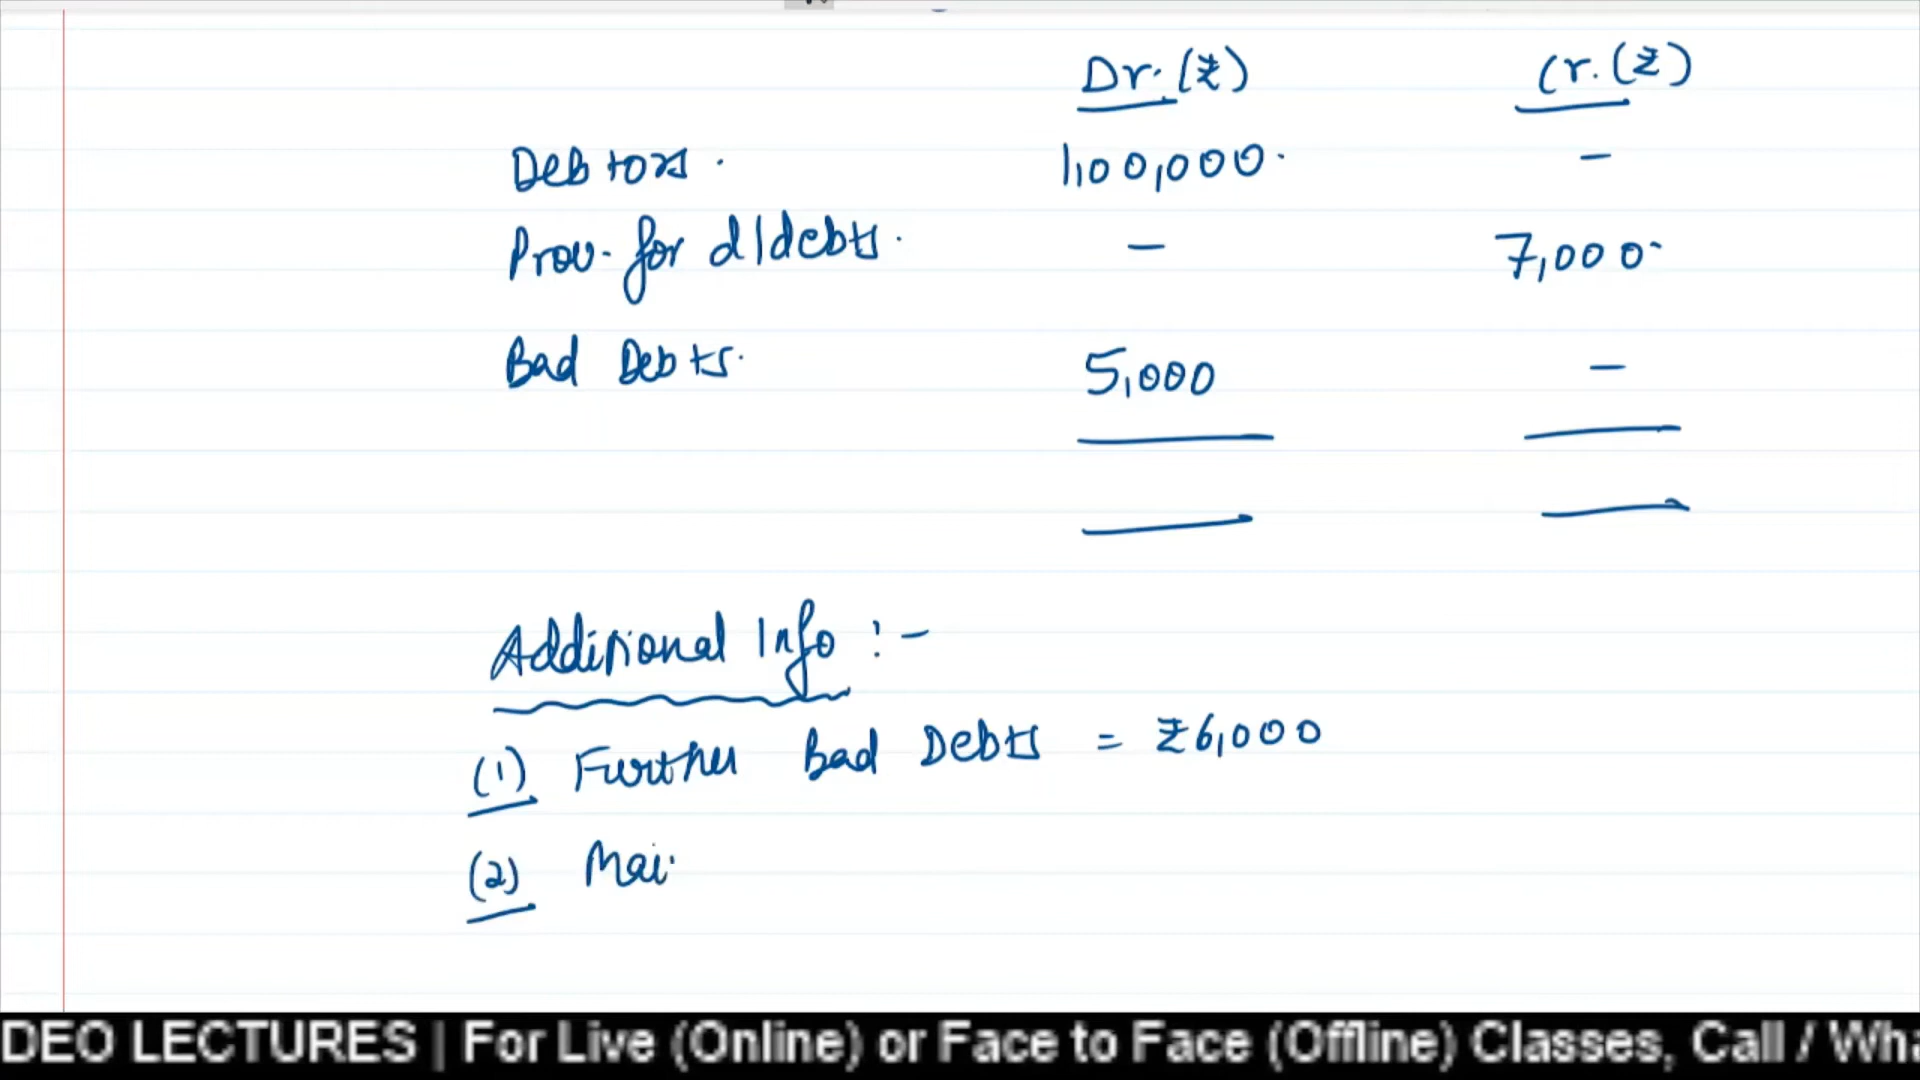 Dr. (₹) Cr. (₹)
Debtors. 1,00,000. -
Prov. for d/debts. - 7,000.
Bad Debts. 5,000 -
Additional Info :-
(1) Further Bad Debts = ₹6,000
(2) Mai
DEO LECTURES | For Live (Online) or Face to Face (Offline) Classes, Call / Wha